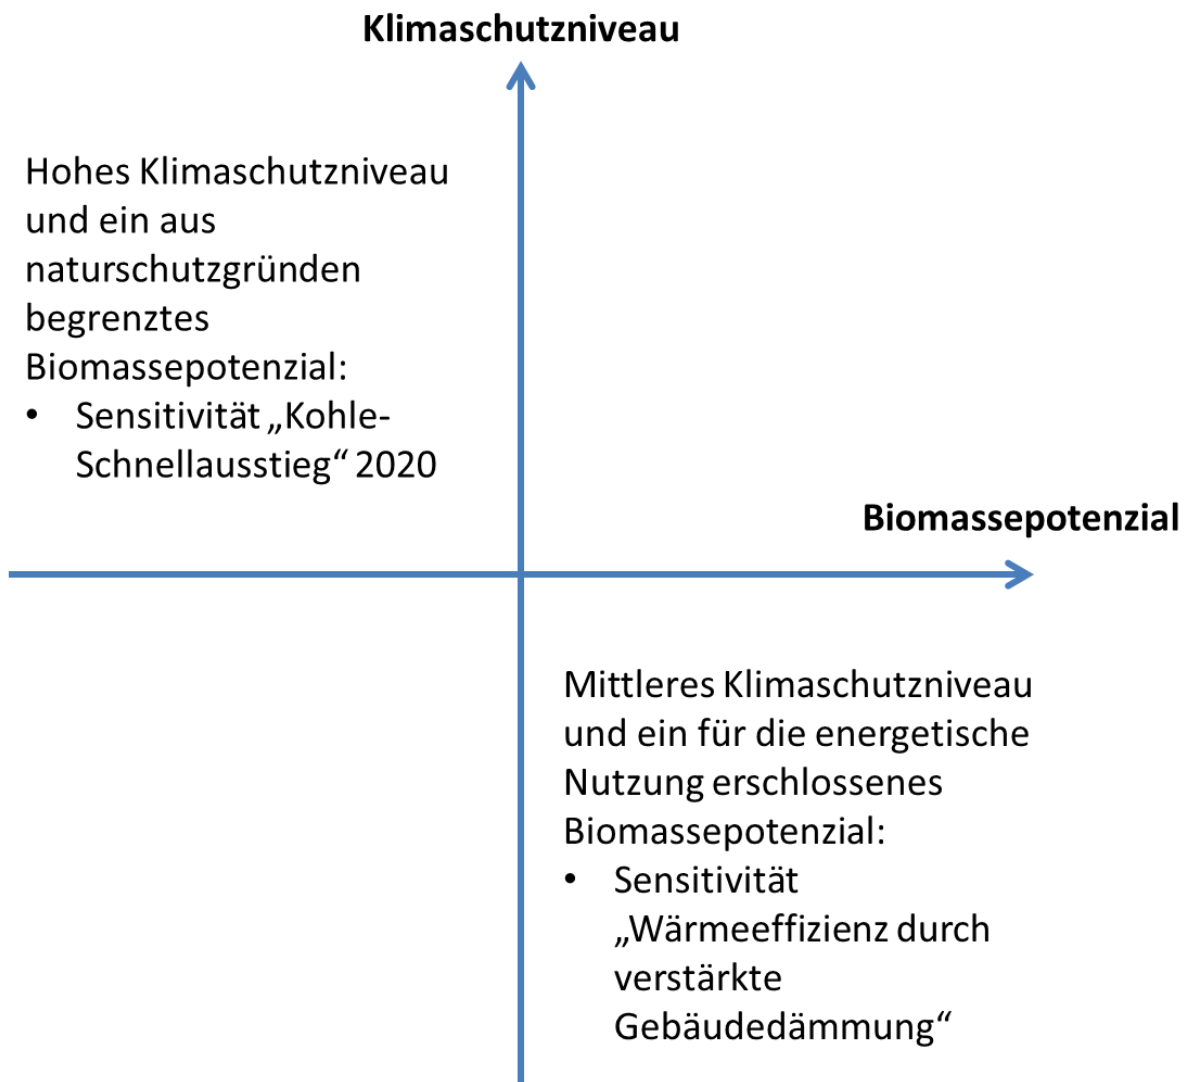 Klimaschutzniveau
Hohes Klimaschutzniveau
und ein aus
naturschutzgründen
begrenztes
Biomassepotenzial:
• Sensitivität „Kohle-
Schnellausstieg“ 2020
Biomassepotenzial
Mittleres Klimaschutzniveau
und ein für die energetische
Nutzung erschlossenes
Biomassepotenzial:
• Sensitivität
„Wärmeeffizienz durch
verstärkte
Gebäudedämmung“